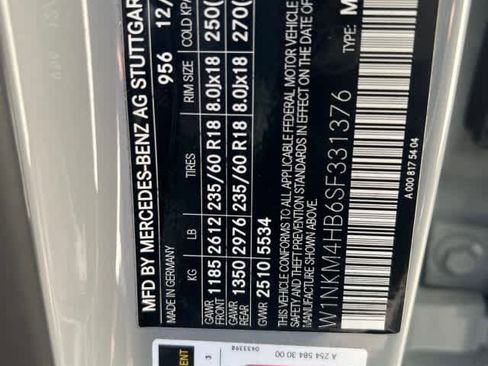 MFD BY MERCEDES-BENZ AG STUTTGAR
MADE IN GERMANY 956 12/
KG LB TIRES RIM SIZE COLD KPA/
GAWR FRONT 1185 2612 235/60 R18 8.0Jx18 250(
GAWR REAR 1350 2976 235/60 R18 8.0Jx18 270(
GWR 2510 5534
THIS VEHICLE CONFORMS TO ALL APPLICABLE FEDERAL MOTOR VEHICLE
SAFETY AND THEFT PREVENTION STANDARDS IN EFFECT ON THE DATE OF
MANUFACTURE SHOWN ABOVE.
W1NKM4HB6SF331376 TYPE: M
A 000 817 54 04
A 254 584 30 00